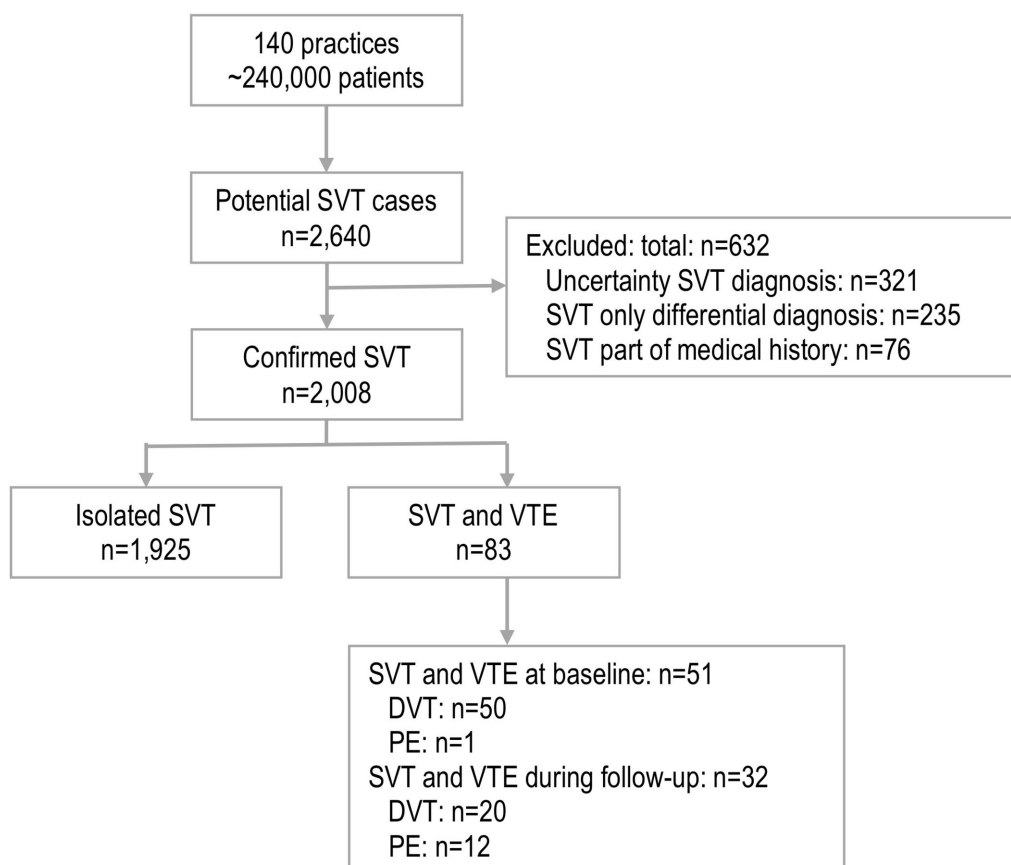 140 practices
~240,000 patients
Potential SVT cases
n=2,640
Excluded: total: n=632
Uncertainty SVT diagnosis: n=321
SVT only differential diagnosis: n=235
SVT part of medical history: n=76
Confirmed SVT
n=2,008
Isolated SVT
n=1,925
SVT and VTE
n=83
SVT and VTE at baseline: n=51
DVT: n=50
PE: n=1
SVT and VTE during follow-up: n=32
DVT: n=20
PE: n=12